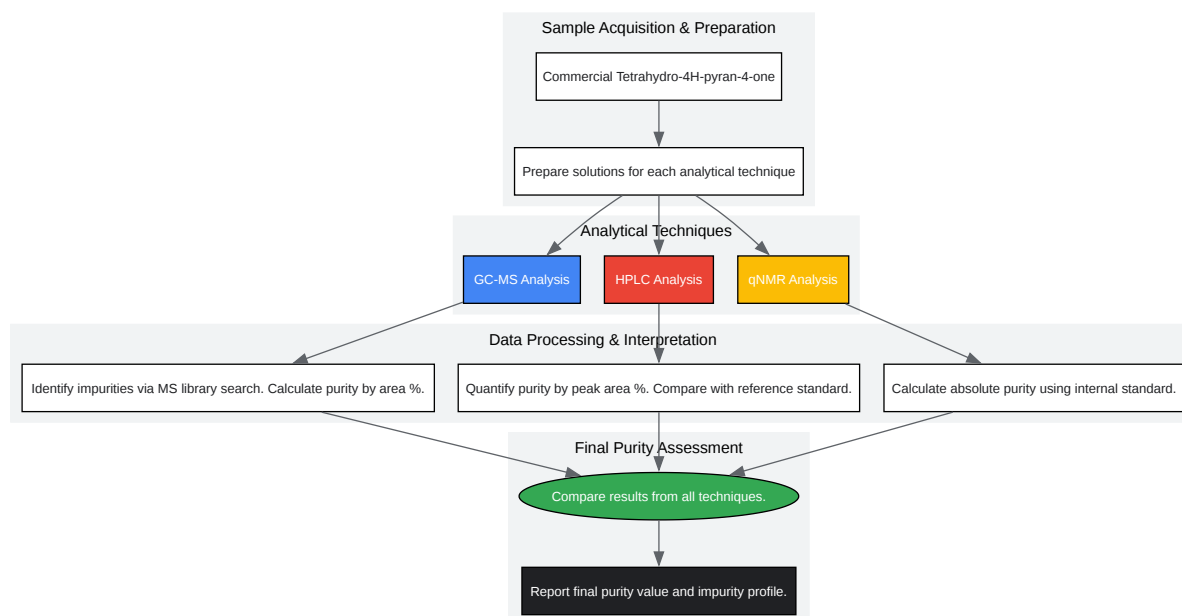 Sample Acquisition & Preparation
Commercial Tetrahydro-4H-pyran-4-one
Prepare solutions for each analytical technique
Analytical Techniques
GC-MS Analysis
HPLC Analysis
qNMR Analysis
Data Processing & Interpretation
Identify impurities via MS library search. Calculate purity by area %.
Quantify purity by peak area %. Compare with reference standard.
Calculate absolute purity using internal standard.
Final Purity Assessment
Compare results from all techniques.
Report final purity value and impurity profile.